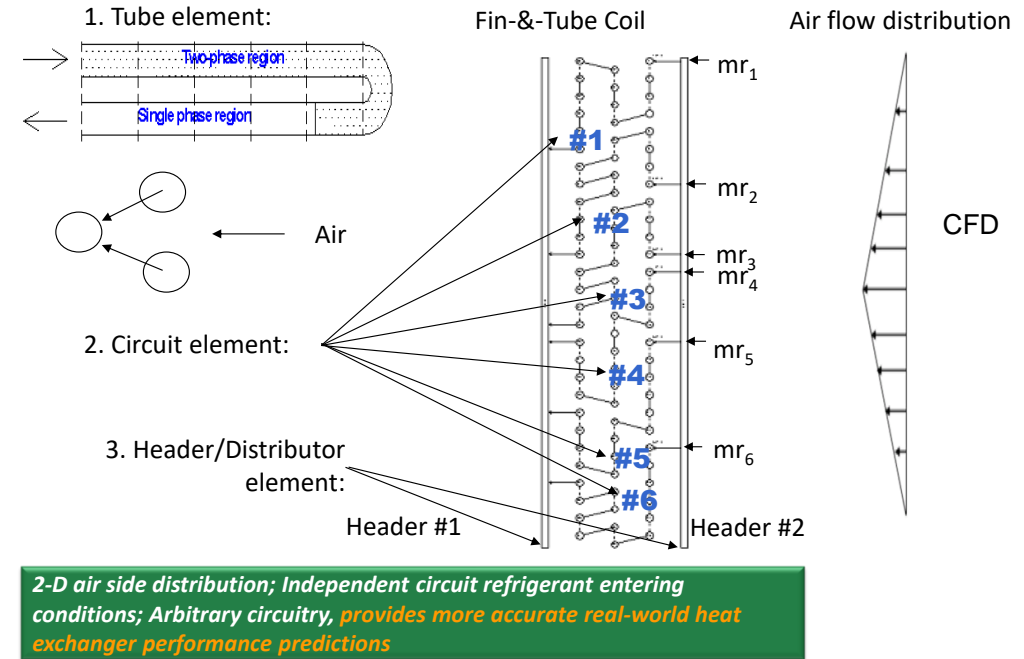 1. Tube element:
Two-phase region
Single phase region
Air
2. Circuit element:
3. Header/Distributor
element:
Fin-&-Tube Coil
#1
#2
#3
#4
#5
#6
mr1
mr2
mr3
mr4
mr5
mr6
Header #1
Header #2
Air flow distribution
CFD
2-D air side distribution; Independent circuit refrigerant entering
conditions; Arbitrary circuitry, provides more accurate real-world heat
exchanger performance predictions